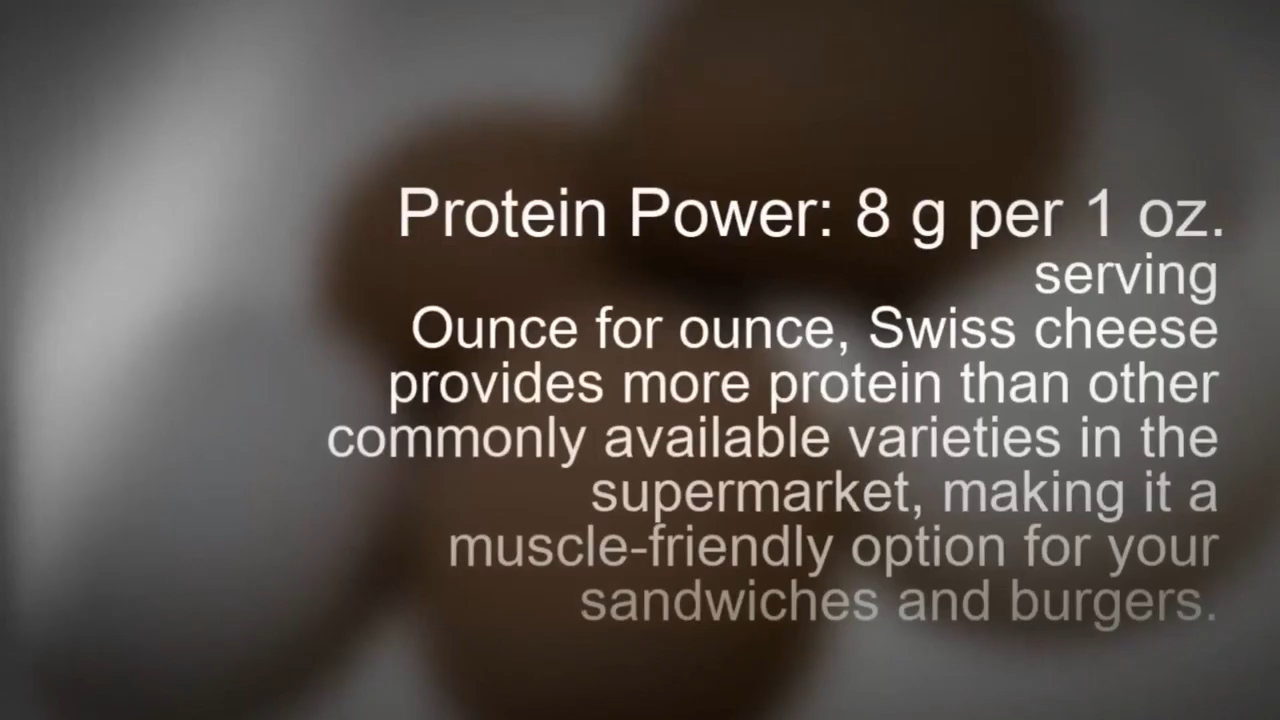 Protein Power: 8 g per 1 oz.
serving
Ounce for ounce, Swiss cheese
provides more protein than other
commonly available varieties in the
supermarket, making it a
muscle-friendly option for your
sandwiches and burgers.